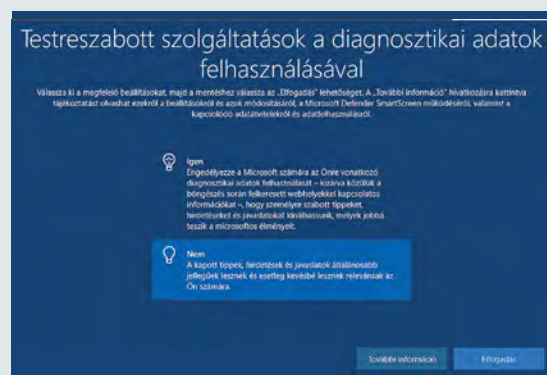 Testreszabott szolgáltatások a diagnosztikai adatok
felhasználásával
Válassza ki a megfelelő beállításokat, majd a mentéshez válassza az „Elfogadás” lehetőséget. A „További információ” hivatkozásra kattintva
tájékoztatást olvashat ezekről a beállításokról és azok módosításáról, a Microsoft Defender SmartScreen működéséről, valamint a
kapcsolódó adatátvitelekről és adatfelhasználásról.
Igen
Engedélyezze a Microsoft számára az Önre vonatkozó
diagnosztikai adatok felhasználását – kizárva közülük a
böngészés során felkeresett webhelyekkel kapcsolatos
információkat –, hogy személyre szabott tippeket,
hirdetéseket és javaslatokat kínálhassunk, melyek jobbá
teszik a microsoftos élményeit.
Nem
A kapott tippek, hirdetések és javaslatok általánosabb
jellegűek lesznek és esetleg kevésbé lesznek relevánsak az
Ön számára.
További információ
Elfogadás